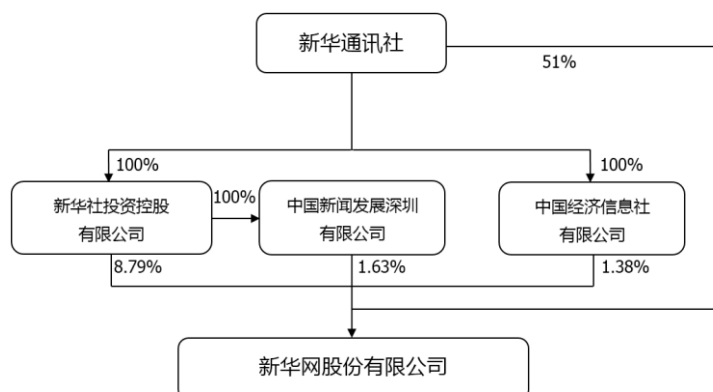 新华通讯社
51%
100%
100%
新华社投资控股
有限公司
100%
中国新闻发展深圳
有限公司
中国经济信息社
有限公司
8.79%
1.63%
1.38%
新华网股份有限公司